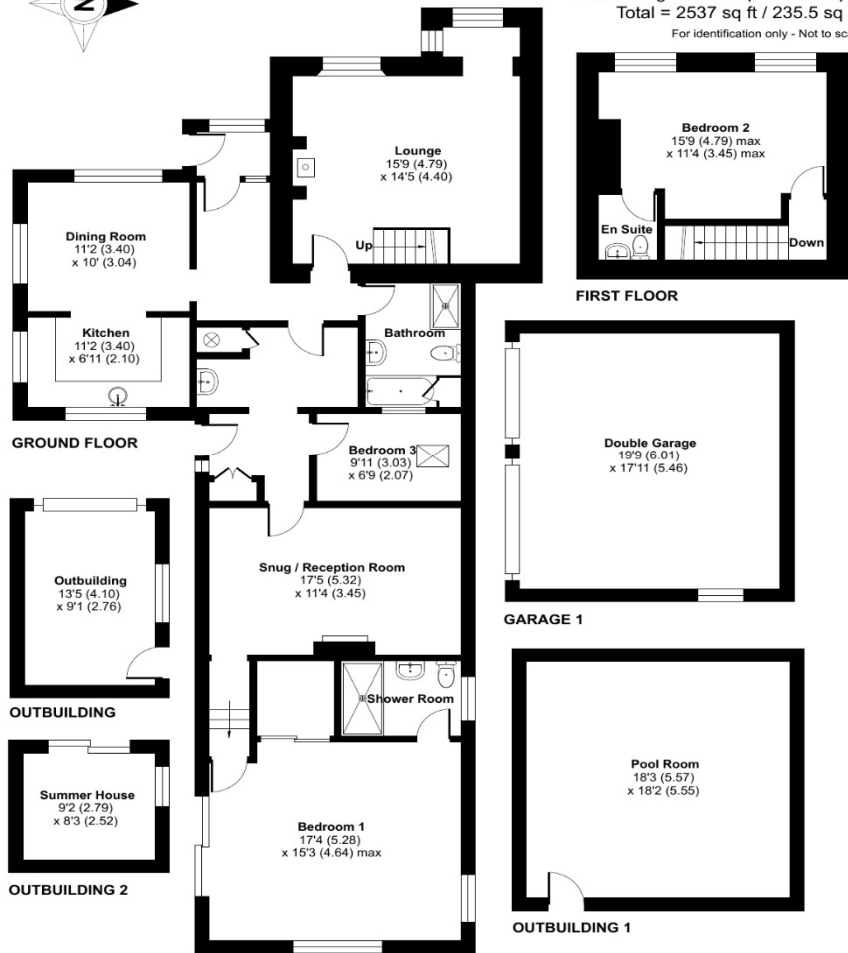 N
Total = 2537 sq ft / 235.5 sq
For identification only - Not to sc
Lounge
15'9 (4.79)
x 14'5 (4.40)
Up
Bedroom 2
15'9 (4.79) max
x 11'4 (3.45) max
En Suite
Down
FIRST FLOOR
Dining Room
11'2 (3.40)
x 10' (3.04)
Kitchen
11'2 (3.40)
x 6'11 (2.10)
GROUND FLOOR
Bathroom
Bedroom 3
9'11 (3.03)
x 6'9 (2.07)
Double Garage
19'9 (6.01)
x 17'11 (5.46)
GARAGE 1
Outbuilding
13'5 (4.10)
x 9'1 (2.76)
OUTBUILDING
Snug / Reception Room
17'5 (5.32)
x 11'4 (3.45)
Shower Room
Summer House
9'2 (2.79)
x 8'3 (2.52)
OUTBUILDING 2
Bedroom 1
17'4 (5.28)
x 15'3 (4.64) max
Pool Room
18'3 (5.57)
x 18'2 (5.55)
OUTBUILDING 1